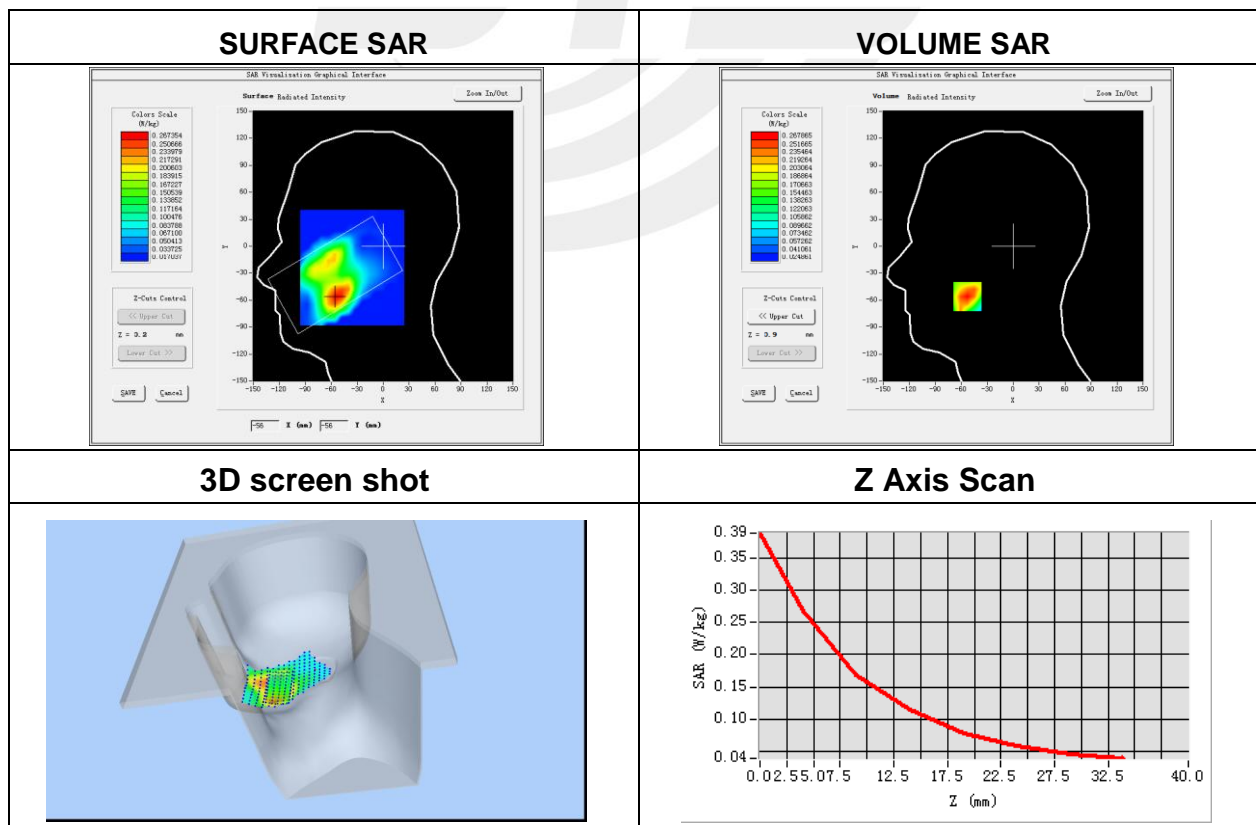 SURFACE SAR
VOLUME SAR
SAR Visualisation Graphical Interface
Surface Radiated Intensity
Zoom In/Out
Colors Scale
(W/kg)
0.267354
0.250666
0.233979
0.217291
0.200603
0.183915
0.167227
0.150539
0.133852
0.117164
0.100476
0.083788
0.067100
0.050413
0.033725
0.017037
Z-Cuts Control
<< Upper Cut
Z = 3.2 mm
Lower Cut >>
SAVE Cancel
150
120
90
60
30
0
-30
-60
-90
-120
-150
Y
-150 -120 -90 -60 -30 0 30 60 90 120 150
X
-56 X (mm) -56 Y (mm)
SAR Visualisation Graphical Interface
Volume Radiated Intensity
Zoom In/Out
Colors Scale
(W/kg)
0.267865
0.251665
0.235464
0.219264
0.203064
0.186864
0.170663
0.154463
0.138263
0.122063
0.105862
0.089662
0.073462
0.057262
0.041061
0.024861
Z-Cuts Control
<< Upper Cut
Z = 3.9 mm
Lower Cut >>
SAVE Cancel
150
120
90
60
30
0
-30
-60
-90
-120
-150
Y
-150 -120 -90 -60 -30 0 30 60 90 120 150
X
3D screen shot
Z Axis Scan
0.39
0.35
0.30
0.25
0.20
0.15
0.10
0.04
SAR (W/kg)
0.0 2.5 5.0 7.5 12.5 17.5 22.5 27.5 32.5 40.0
Z (mm)